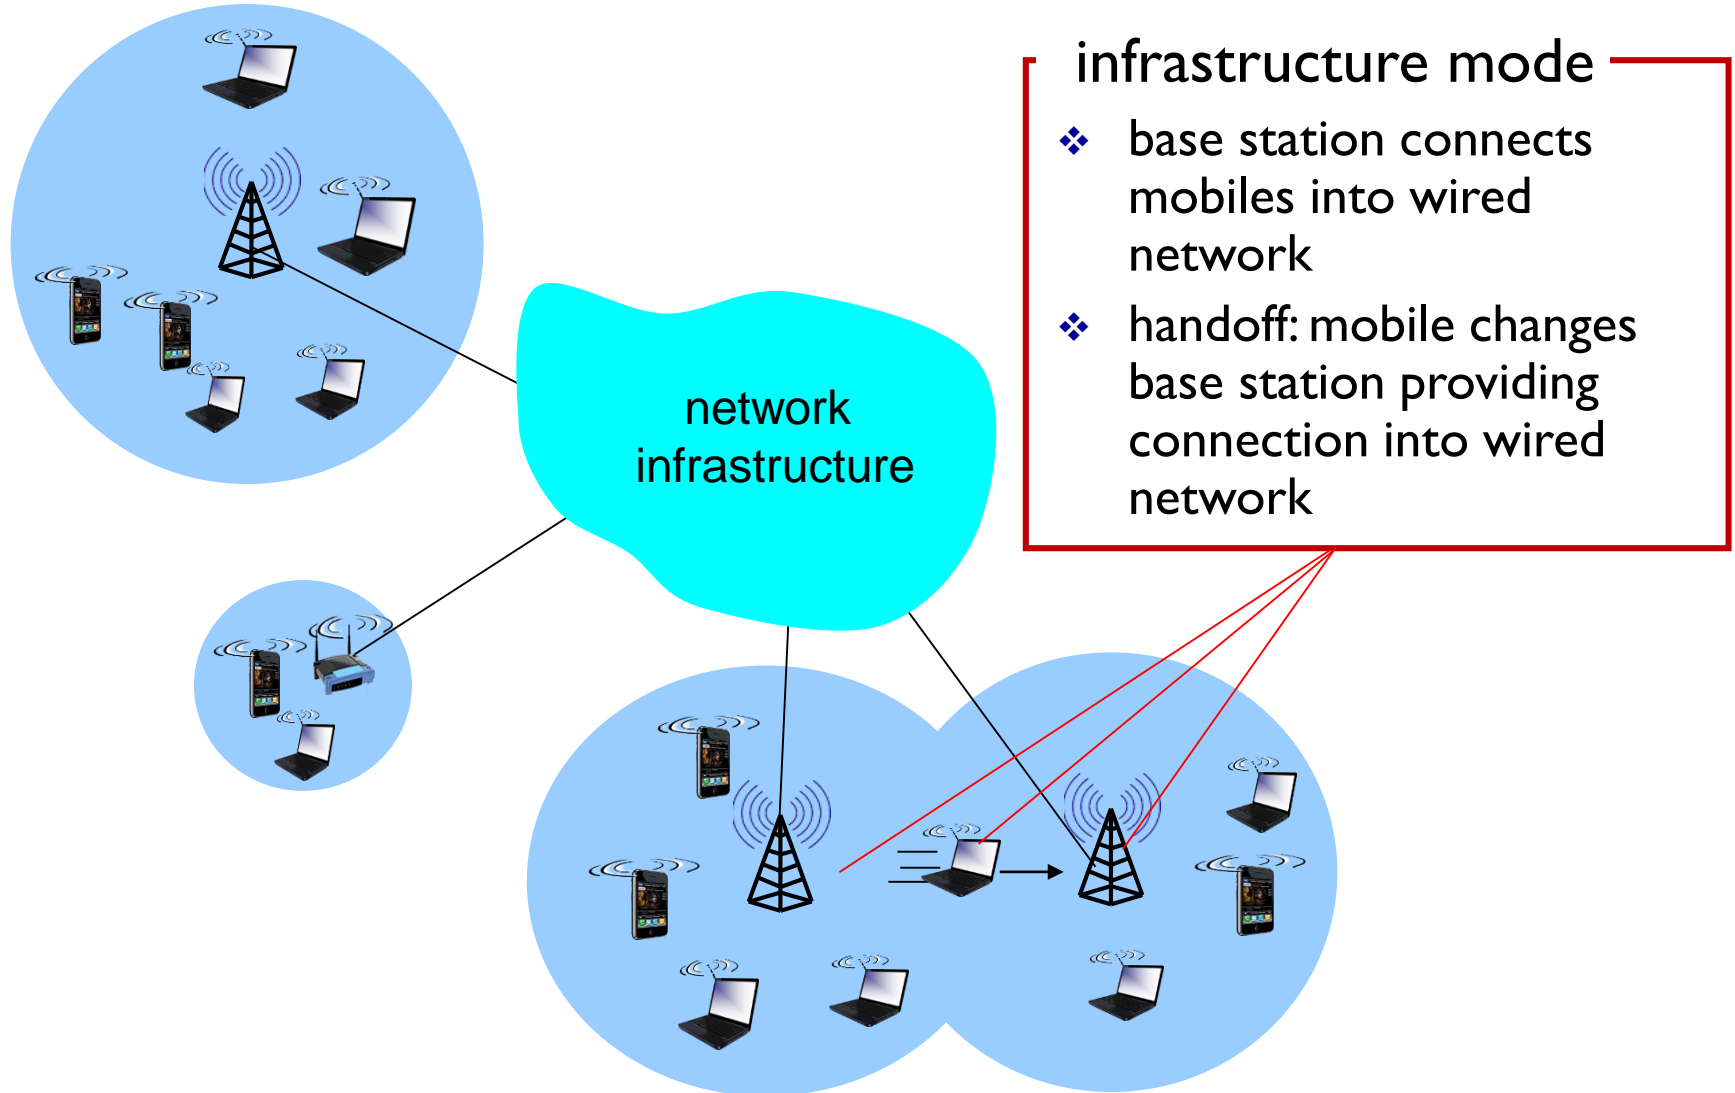 infrastructure mode
❖ base station connects
mobiles into wired
network
❖ handoff: mobile changes
base station providing
connection into wired
network
network
infrastructure